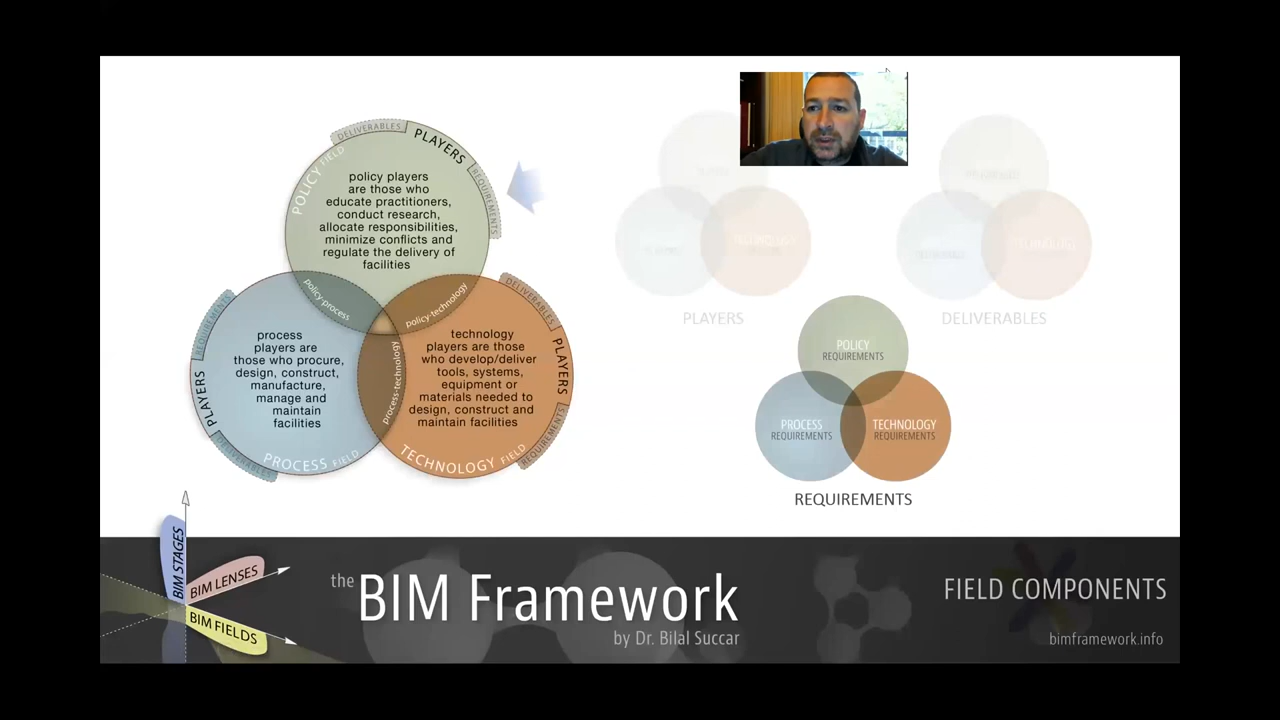 DELIVERABLES
PLAYERS
REQUIREMENTS
POLICY FIELD
policy players
are those who
educate practitioners,
conduct research,
allocate responsibilities,
minimize conflicts and
regulate the delivery of
facilities
policy-process
policy-technology
process-technology
REQUIREMENTS
PLAYERS
DELIVERABLES
process
players are
those who procure,
design, construct,
manufacture,
manage and
maintain
facilities
PROCESS FIELD
DELIVERABLES
PLAYERS
REQUIREMENTS
technology
players are those
who develop/deliver
tools, systems,
equipment or
materials needed to
design, construct and
maintain facilities
TECHNOLOGY FIELD
PLAYERS
TECHNOLOGY
DELIVERABLES
POLICY
REQUIREMENTS
PROCESS
REQUIREMENTS
TECHNOLOGY
REQUIREMENTS
REQUIREMENTS
BIM STAGES
BIM LENSES
BIM FIELDS
the BIM Framework
by Dr. Bilal Succar
FIELD COMPONENTS
bimframework.info